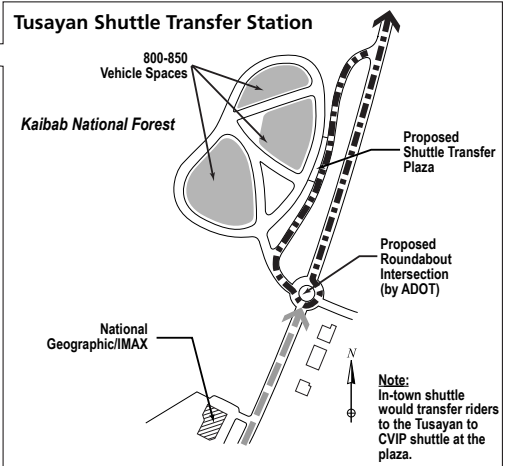 Tusayan Shuttle Transfer Station
800-850
Vehicle Spaces
Kaibab National Forest
Proposed
Shuttle Transfer
Plaza
Proposed
Roundabout
Intersection
(by ADOT)
National
Geographic/IMAX
N
Note:
In-town shuttle
would transfer riders
to the Tusayan to
CVIP shuttle at the
plaza.